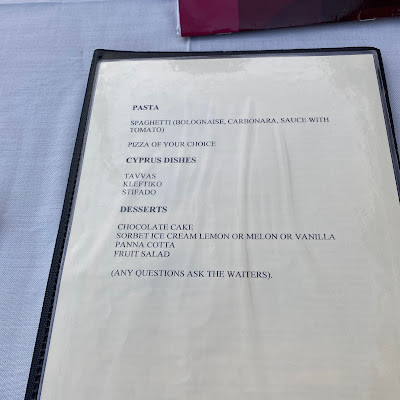 PASTA
SPAGHETTI (BOLOGNAISE, CARBONARA, SAUCE WITH
TOMATO)
PIZZA OF YOUR CHOICE
CYPRUS DISHES
TAVVAS
KLEFTIKO
STIFADO
DESSERTS
CHOCOLATE CAKE
SORBET ICE CREAM LEMON OR MELON OR VANILLA
PANNA COTTA
FRUIT SALAD
(ANY QUESTIONS ASK THE WAITERS).